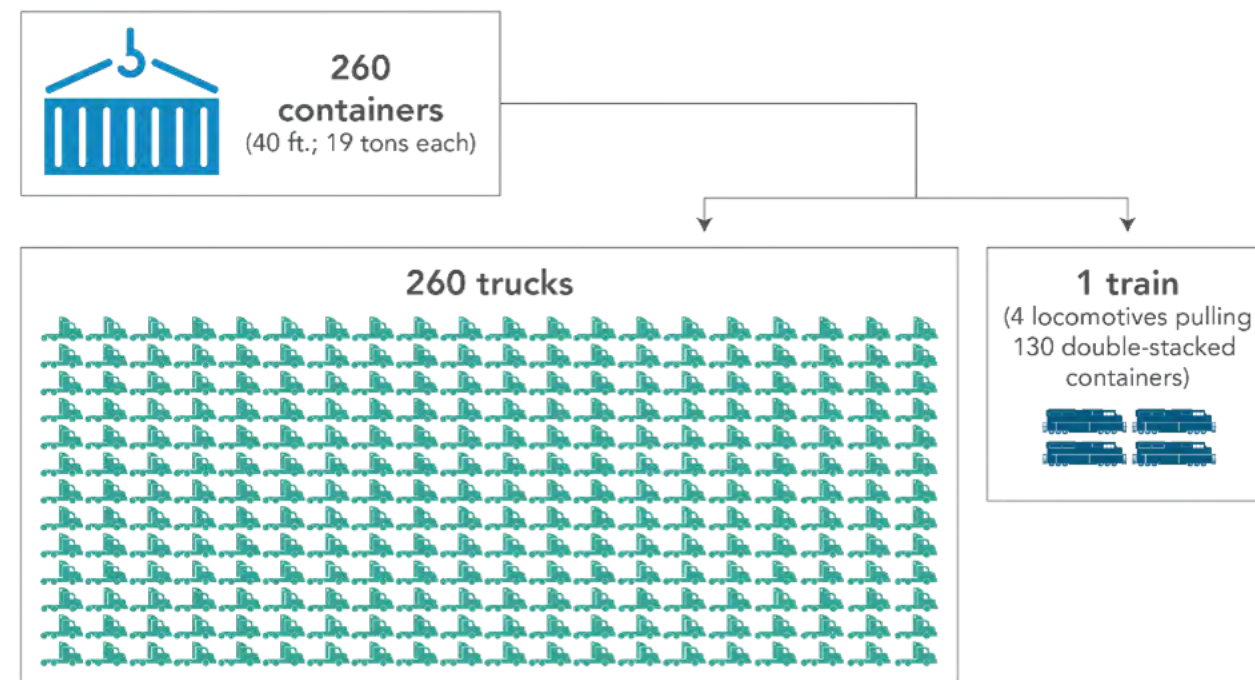 260
containers
(40 ft.; 19 tons each)
260 trucks
1 train
(4 locomotives pulling
130 double-stacked
containers)